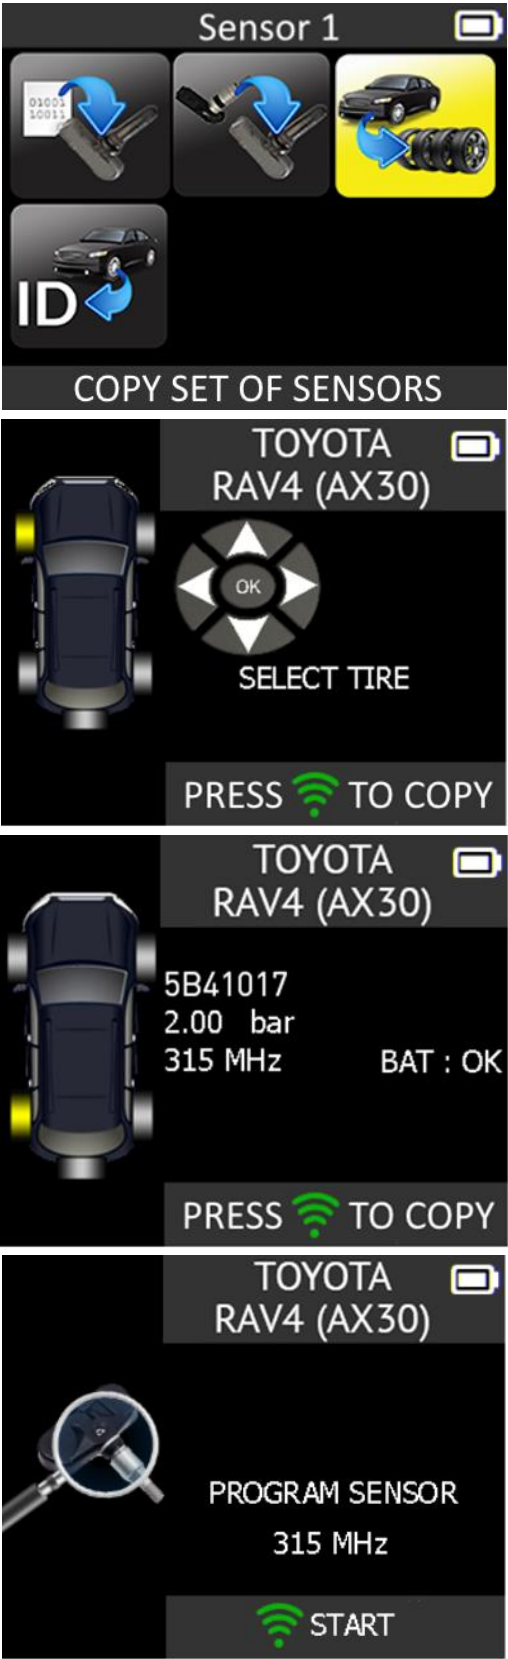 Sensor 1
01001
10011
ID
COPY SET OF SENSORS
TOYOTA
RAV4 (AX30)
OK
SELECT TIRE
PRESS TO COPY
TOYOTA
RAV4 (AX30)
5B41017
2.00 bar
315 MHz BAT : OK
PRESS TO COPY
TOYOTA
RAV4 (AX30)
PROGRAM SENSOR
315 MHz
START